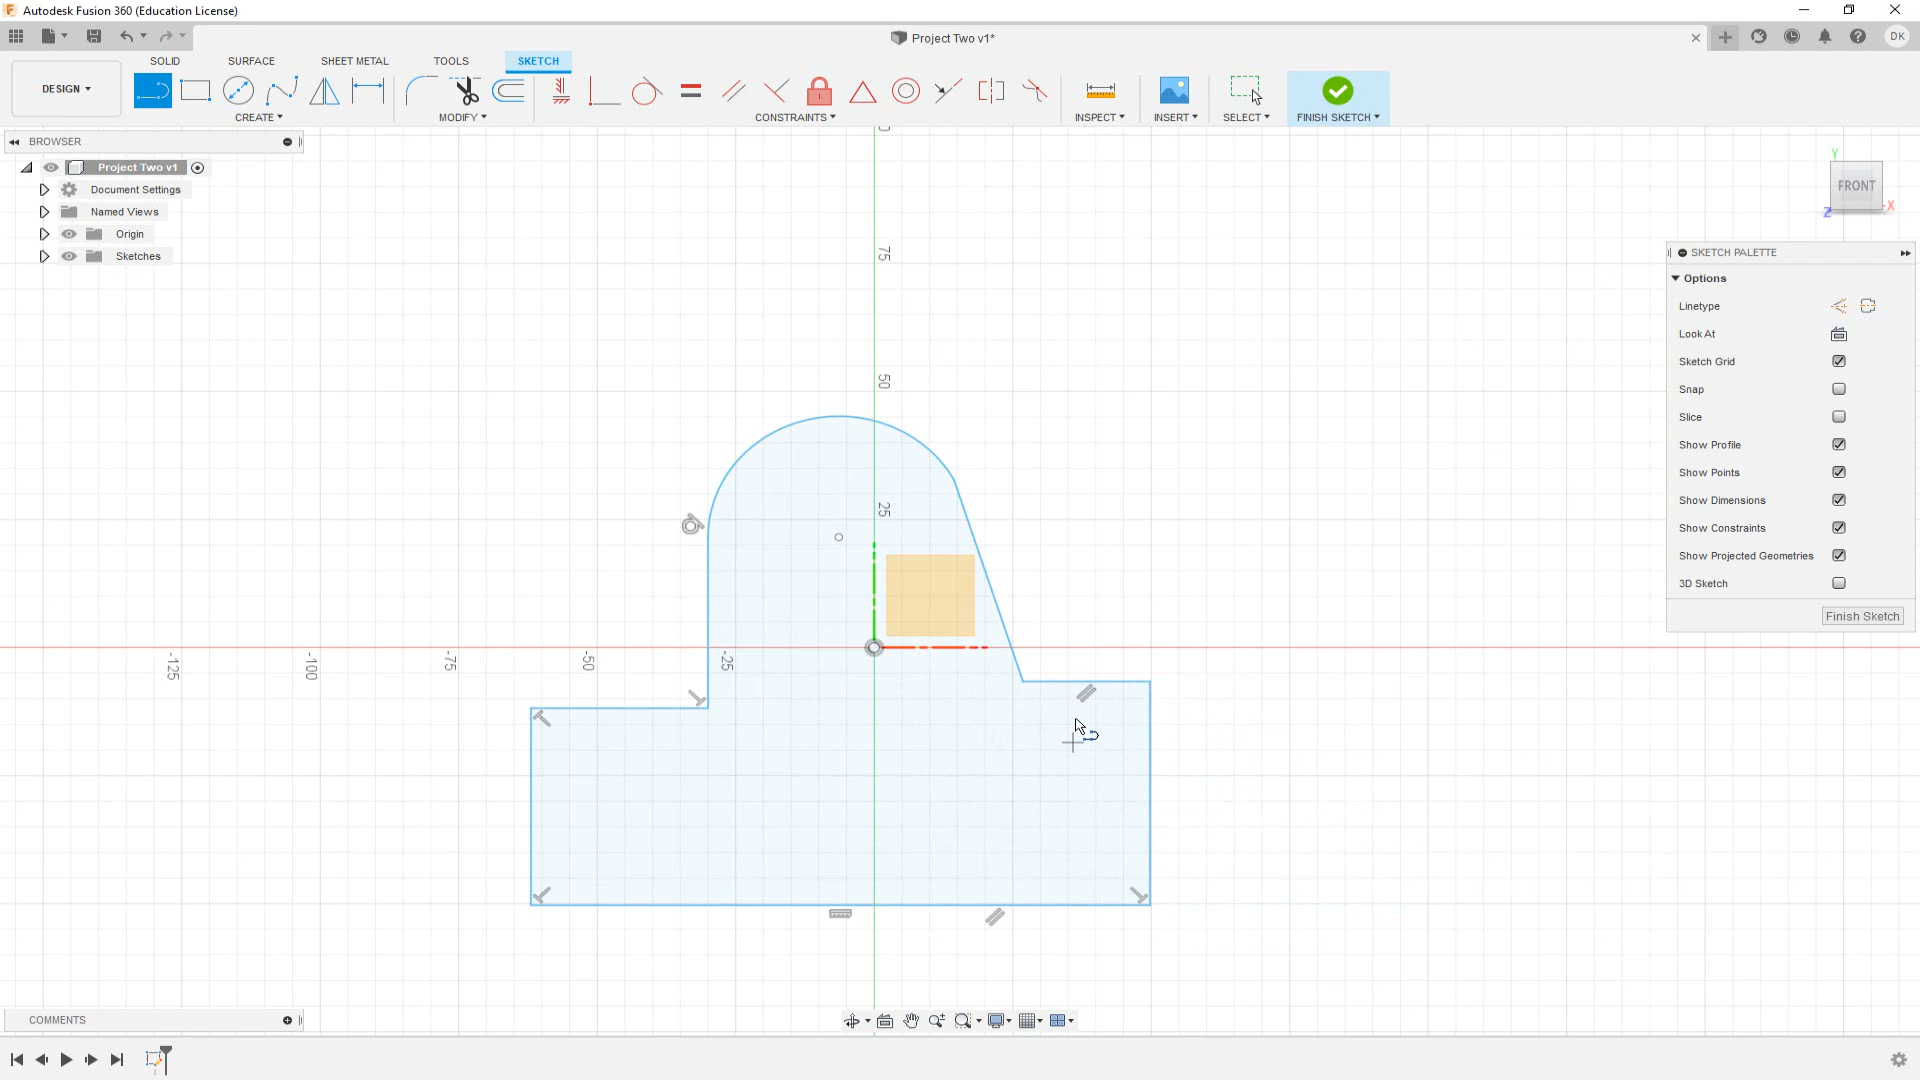 Autodesk Fusion 360 (Education License)
Project Two v1*
DK
SOLID SURFACE SHEET METAL TOOLS SKETCH
DESIGN
CREATE MODIFY CONSTRAINTS INSPECT INSERT SELECT FINISH SKETCH
BROWSER
Project Two v1
Document Settings
Named Views
Origin
Sketches
Y
FRONT
Z
X
SKETCH PALETTE
Options
Linetype
Look At
Sketch Grid
Snap
Slice
Show Profile
Show Points
Show Dimensions
Show Constraints
Show Projected Geometries
3D Sketch
Finish Sketch
75
50
25
-125 -100 -75 -50 -25
COMMENTS